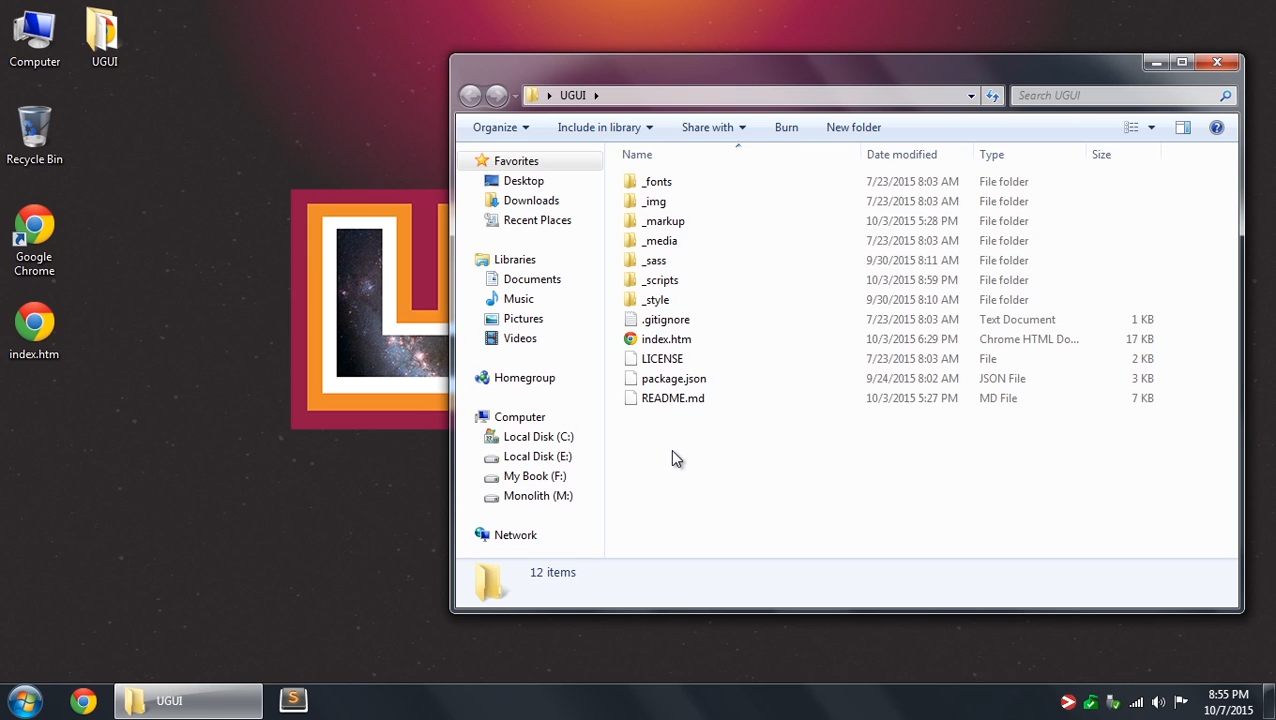 Computer
UGUI
Recycle Bin
Google
Chrome
index.htm
UGUI
Search UGUI
Organize
Include in library
Share with
Burn
New folder
Name
Date modified
Type
Size
Favorites
Desktop
Downloads
Recent Places
Libraries
Documents
Music
Pictures
Videos
Homegroup
Computer
Local Disk (C:)
Local Disk (E:)
My Book (F:)
Monolith (M:)
Network
_fonts 7/23/2015 8:03 AM File folder
_img 7/23/2015 8:03 AM File folder
_markup 10/3/2015 5:28 PM File folder
_media 7/23/2015 8:03 AM File folder
_sass 9/30/2015 8:11 AM File folder
_scripts 10/3/2015 8:59 PM File folder
_style 9/30/2015 8:10 AM File folder
.gitignore 7/23/2015 8:03 AM Text Document 1 KB
index.htm 10/3/2015 6:29 PM Chrome HTML Do... 17 KB
LICENSE 7/23/2015 8:03 AM File 2 KB
package.json 9/24/2015 8:02 AM JSON File 3 KB
README.md 10/3/2015 5:27 PM MD File 7 KB
12 items
UGUI
S
8:55 PM
10/7/2015